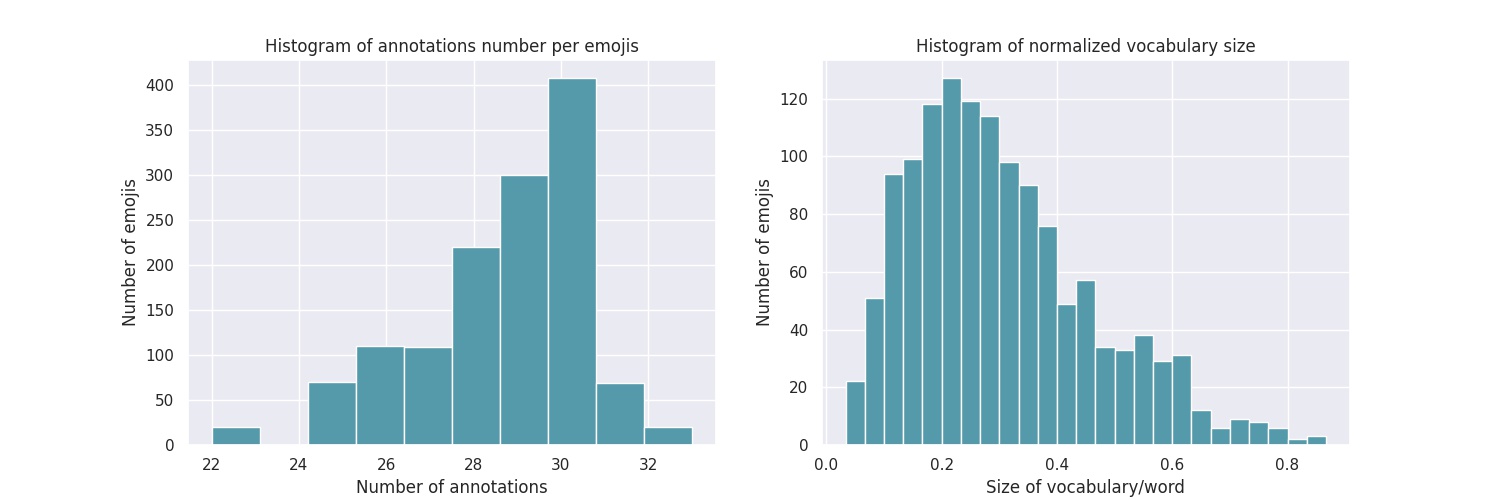 Histogram of annotations number per emojis
Number of emojis
400
350
300
250
200
150
100
50
0
22 24 26 28 30 32
Number of annotations
Histogram of normalized vocabulary size
Number of emojis
120
100
80
60
40
20
0
0.0 0.2 0.4 0.6 0.8
Size of vocabulary/word